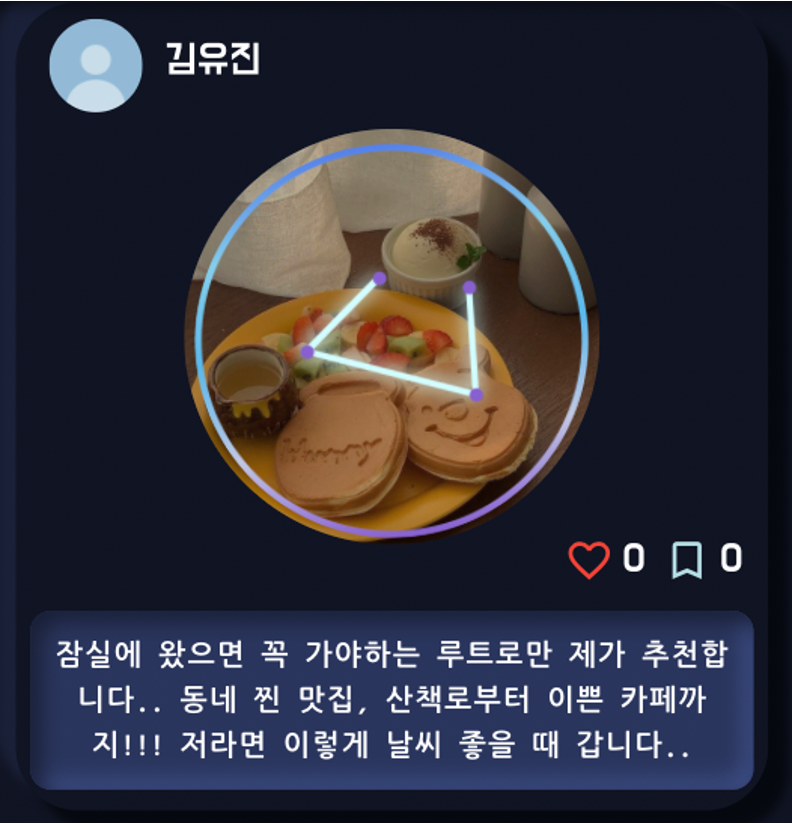 김유진
Hunny
0 0
잠실에 왔으면 꼭 가야하는 루트로만 제가 추천합
니다.. 동네 찐 맛집, 산책로부터 이쁜 카페까
지!!! 저라면 이렇게 날씨 좋을 때 갑니다..